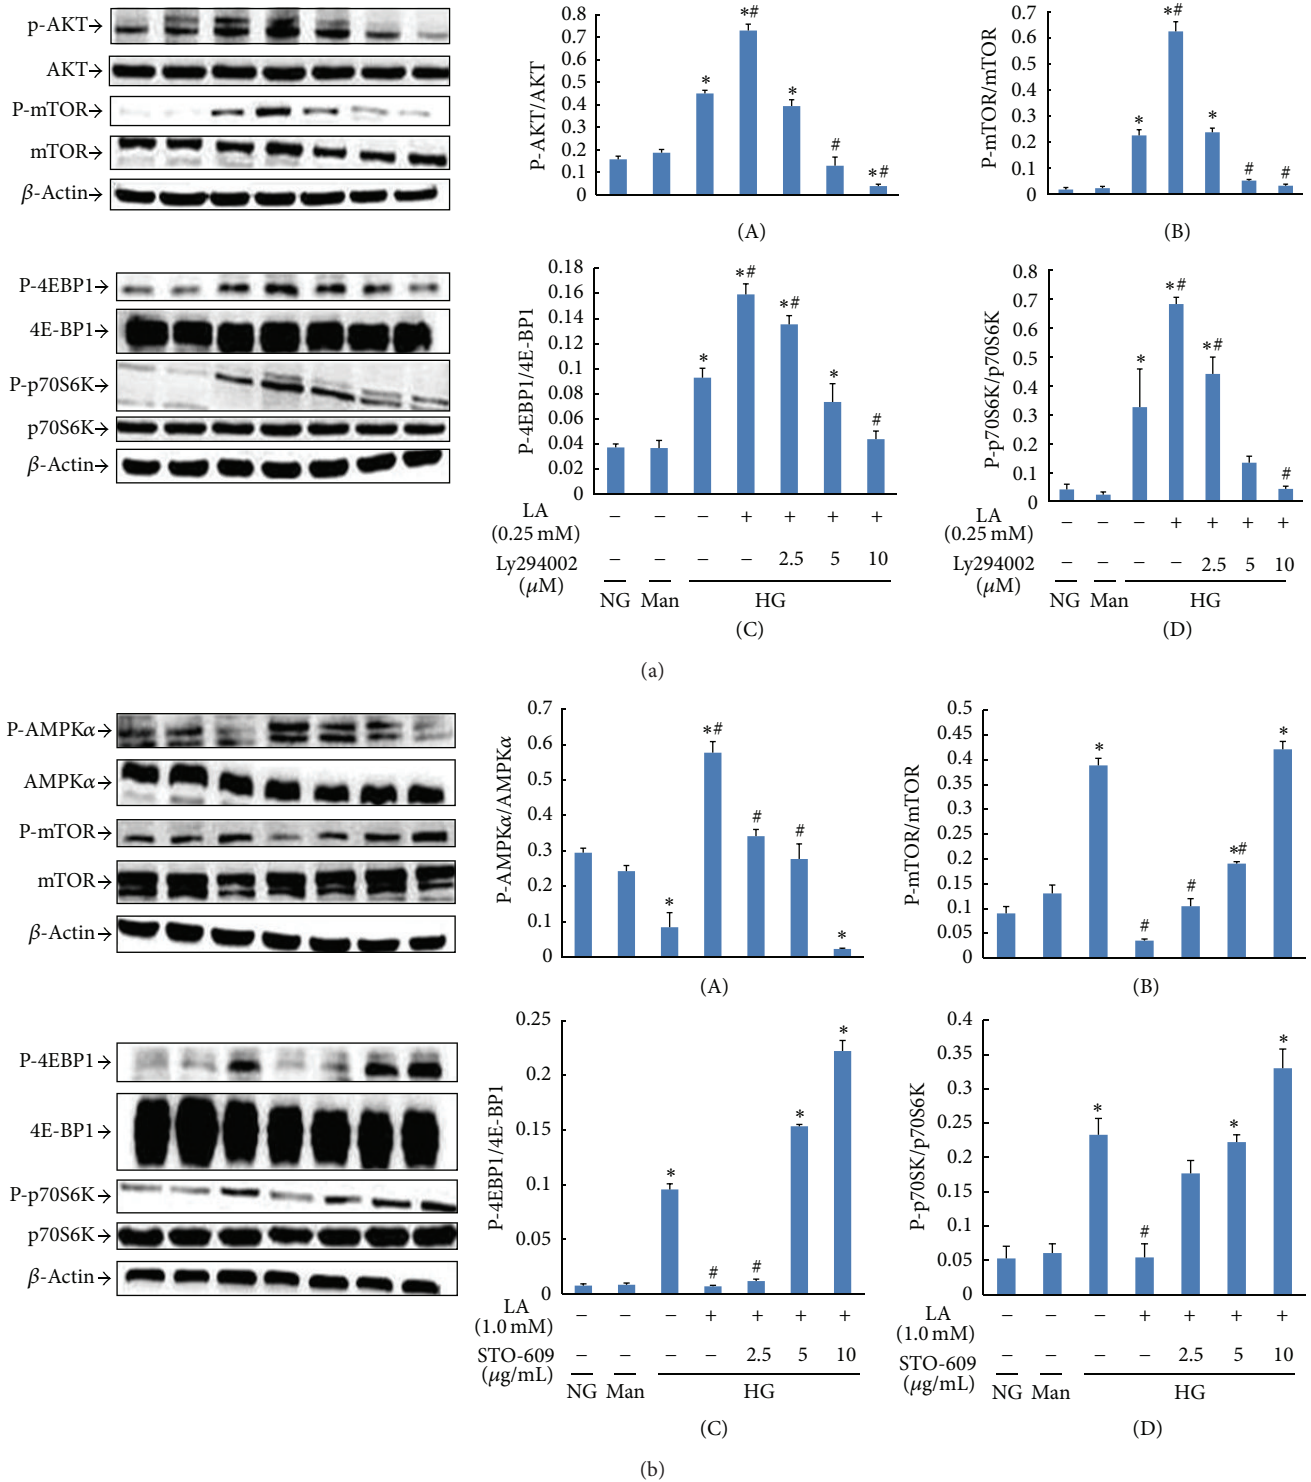 p-AKT→
AKT→
P-mTOR→
mTOR→
β-Actin→
P-AKT/AKT
0.8
0.7
0.6
0.5
0.4
0.3
0.2
0.1
0
*
*#
*
#
*#
(A)
P-mTOR/mTOR
0.7
0.6
0.5
0.4
0.3
0.2
0.1
0
*
*#
*
#
#
(B)
P-4EBP1→
4E-BP1→
P-p70S6K→
p70S6K→
β-Actin→
P-4EBP1/4E-BP1
0.18
0.16
0.14
0.12
0.1
0.08
0.06
0.04
0.02
0
*
*#
*#
*
#
LA
(0.25 mM)
− − − + + + +
Ly294002
(μM)
− − − − 2.5 5 10
NG Man HG
(C)
P-p70S6K/p70S6K
0.8
0.7
0.6
0.5
0.4
0.3
0.2
0.1
0
*
*#
*#
#
LA
(0.25 mM)
− − − + + + +
Ly294002
(μM)
− − − − 2.5 5 10
NG Man HG
(D)
(a)
P-AMPKα→
AMPKα→
P-mTOR→
mTOR→
β-Actin→
P-AMPKα/AMPKα
0.7
0.6
0.5
0.4
0.3
0.2
0.1
0
*
*#
#
#
*
(A)
P-mTOR/mTOR
0.5
0.45
0.4
0.35
0.3
0.25
0.2
0.15
0.1
0.05
0
*
#
#
*#
*
(B)
P-4EBP1→
4E-BP1→
P-p70S6K→
p70S6K→
β-Actin→
P-4EBP1/4E-BP1
0.25
0.2
0.15
0.1
0.05
0
*
#
#
*
*
LA
(1.0 mM)
− − − + + + +
STO-609
(μg/mL)
− − − − 2.5 5 10
NG Man HG
(C)
P-p70SK/p70S6K
0.4
0.35
0.3
0.25
0.2
0.15
0.1
0.05
0
*
#
*
*
LA
(1.0 mM)
− − − + + + +
STO-609
(μg/mL)
− − − − 2.5 5 10
NG Man HG
(D)
(b)